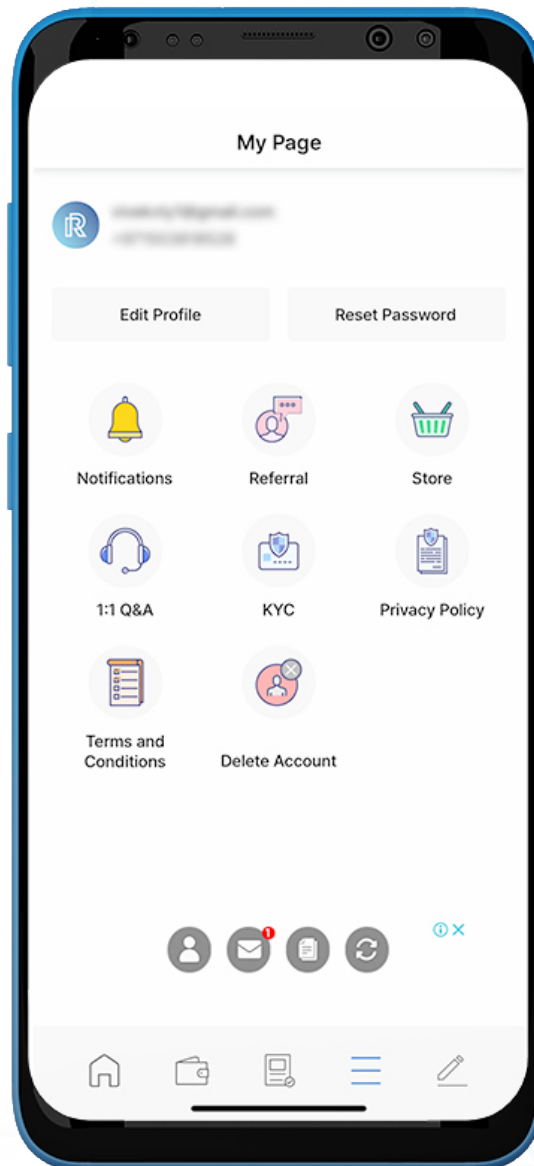 My Page
Edit Profile
Reset Password
Notifications
Referral
Store
1:1 Q&A
KYC
Privacy Policy
Terms and
Conditions
Delete Account
1